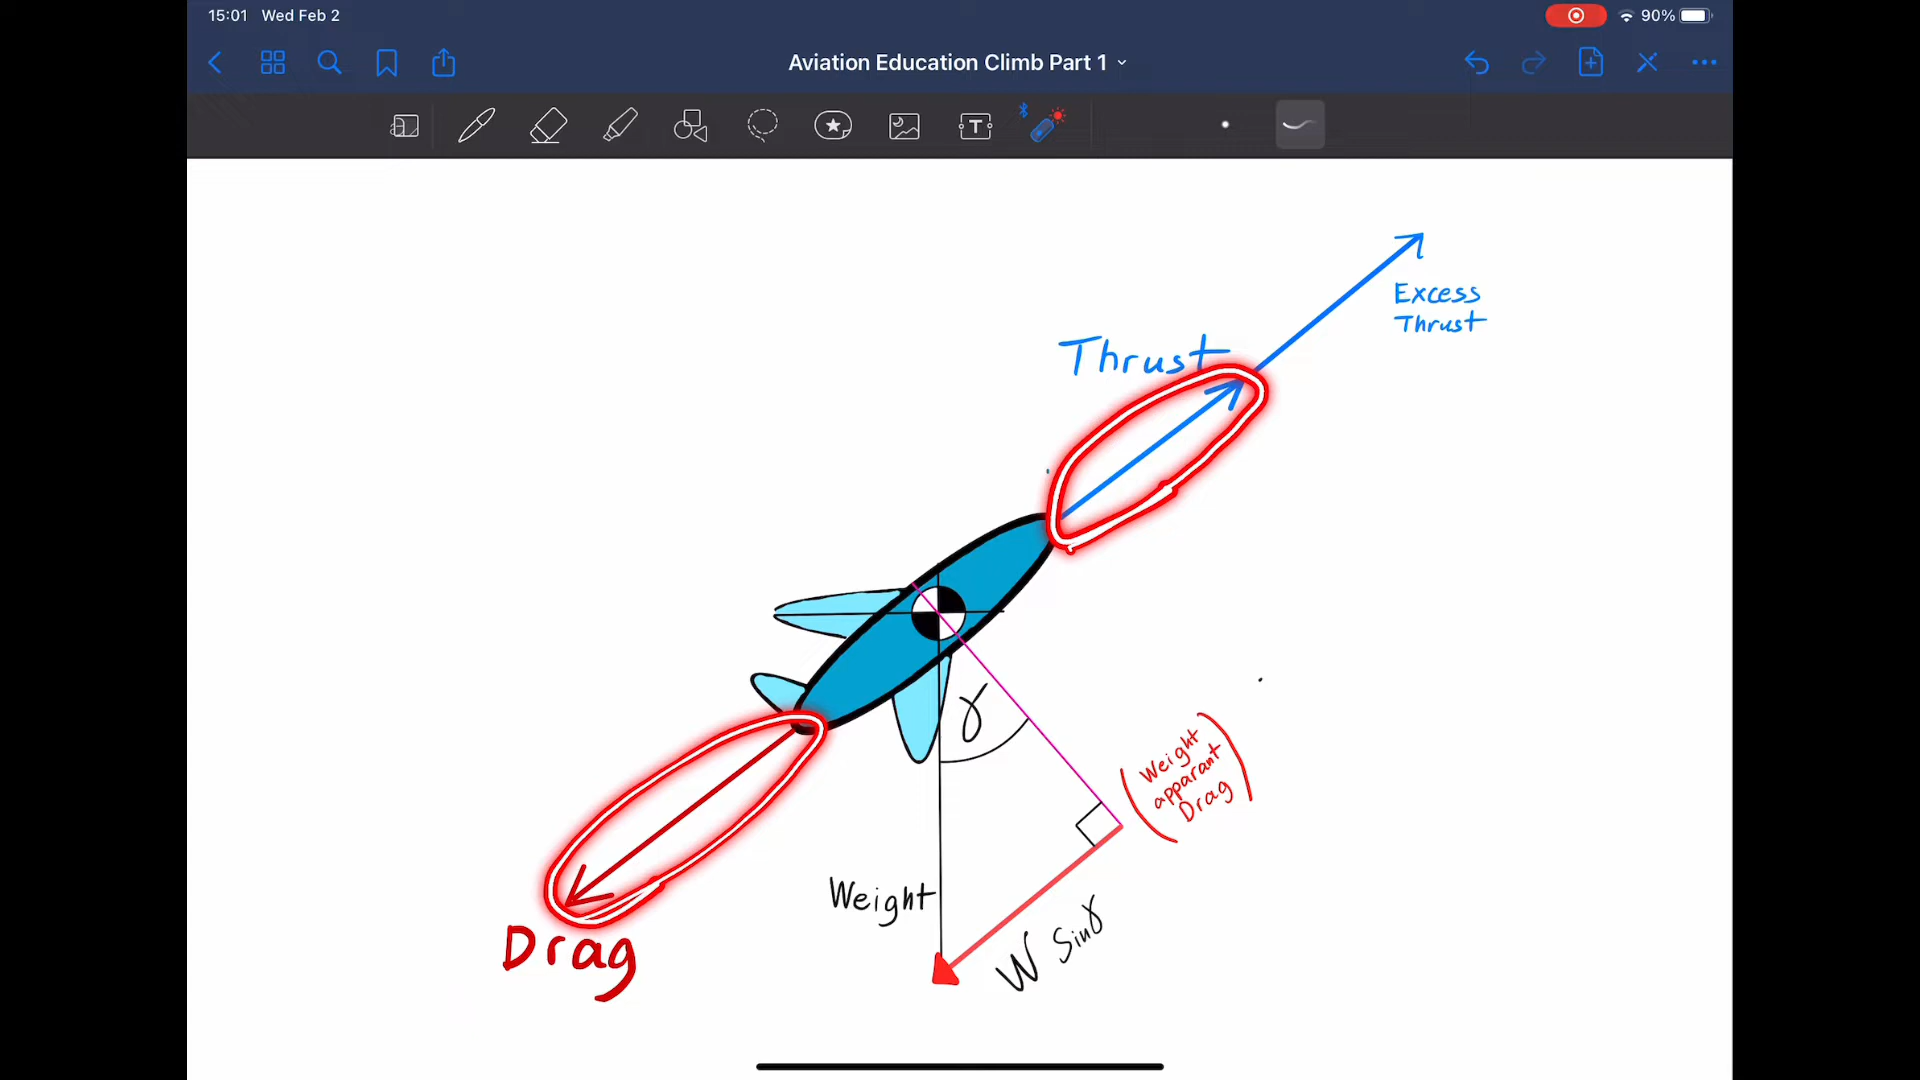 15:01 Wed Feb 2
90%
Aviation Education Climb Part 1
T
Excess
Thrust
Thrust
γ
(Weight
apparant
Drag)
Weight
W Sinγ
Drag